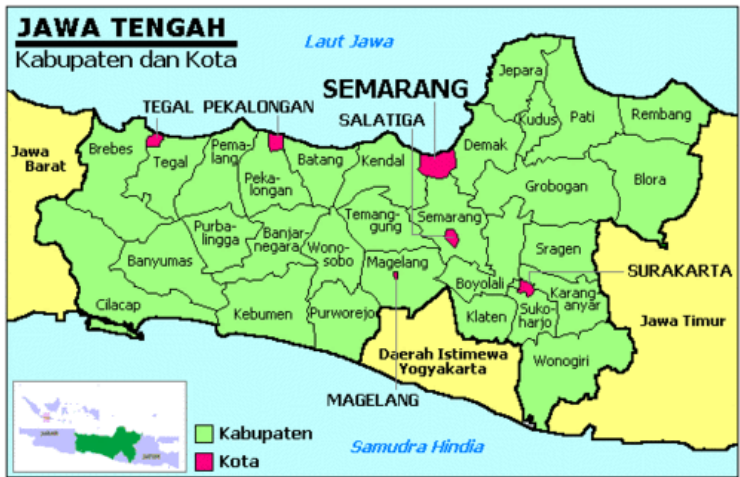 JAWA TENGAH
Kabupaten dan Kota
Laut Jawa
SEMARANG
TEGAL
PEKALONGAN
SALATIGA
Jepara
Kudus
Pati
Rembang
Demak
Jawa
Barat
Brebes
Tegal
Pema-
lang
Peka-
longan
Batang
Kendal
Grobogan
Blora
Temang-
gung
Semarang
Purba-
lingga
Banjar-
negara
Wono-
sobo
Banyumas
Magelang
Sragen
Boyolali
SURAKARTA
Karang-
anyar
Cilacap
Kebumen
Purworejo
Klaten
Suko-
harjo
Jawa Timur
Daerah Istimewa
Yogyakarta
Wonogiri
MAGELANG
Kabupaten
Kota
Samudra Hindia